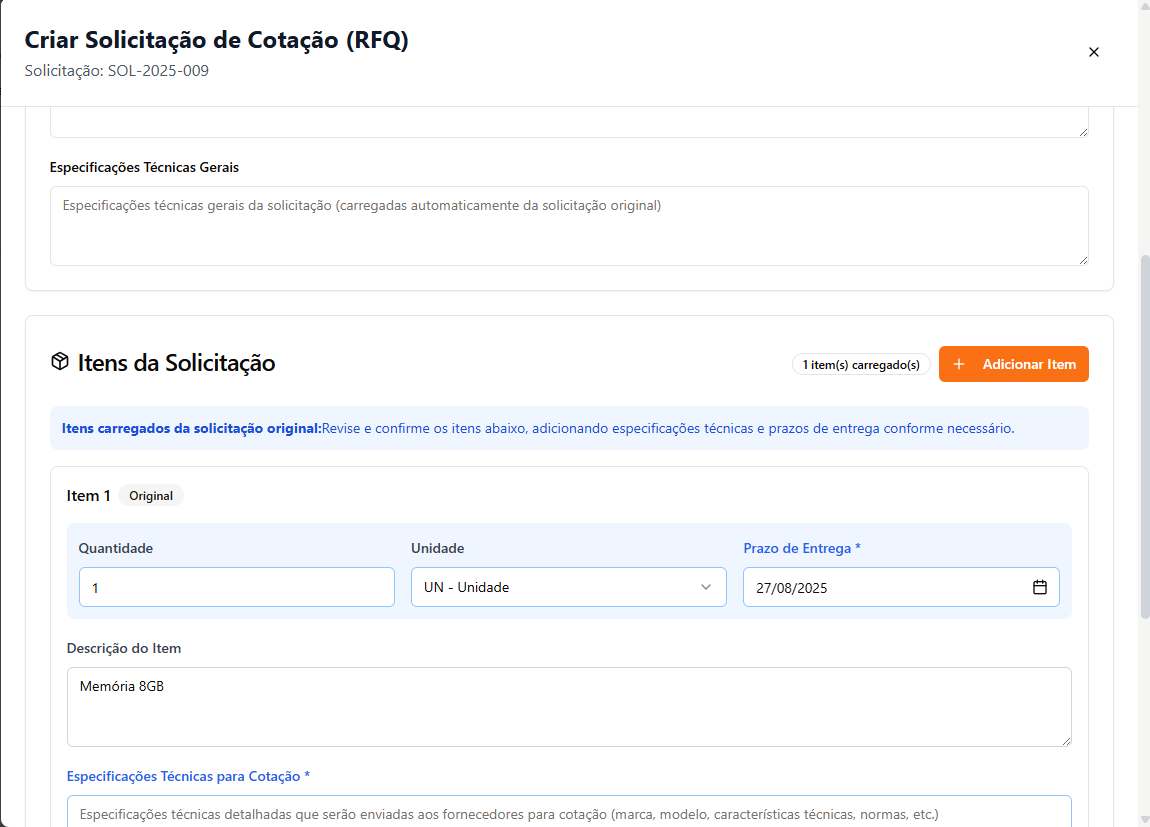 Criar Solicitação de Cotação (RFQ)
Solicitação: SOL-2025-009
Especificações Técnicas Gerais
Especificações técnicas gerais da solicitação (carregadas automaticamente da solicitação original)
Itens da Solicitação
1 item(s) carregado(s)
+ Adicionar Item
Itens carregados da solicitação original:Revise e confirme os itens abaixo, adicionando especificações técnicas e prazos de entrega conforme necessário.
Item 1 Original
Quantidade
Unidade
Prazo de Entrega *
1
UN - Unidade
27/08/2025
Descrição do Item
Memória 8GB
Especificações Técnicas para Cotação *
Especificações técnicas detalhadas que serão enviadas aos fornecedores para cotação (marca, modelo, características técnicas, normas, etc.)